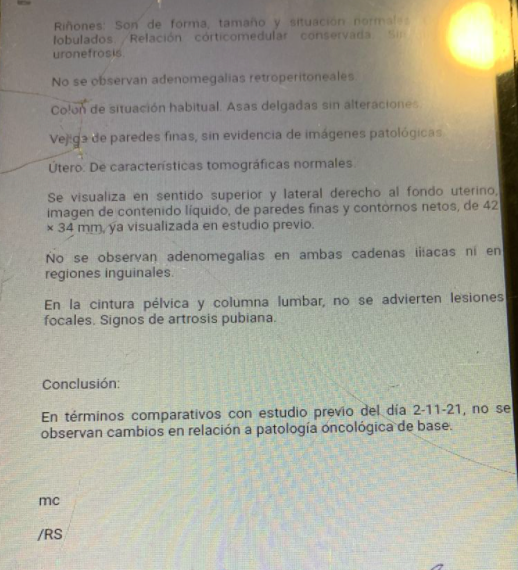 Riñones: Son de forma, tamaño y situación normales
lobulados. Relación córticomedular conservada. Sin
uronefrosis.
No se observan adenomegalias retroperitoneales.
Colon de situación habitual. Asas delgadas sin alteraciones.
Vejiga de paredes finas, sin evidencia de imágenes patológicas.
Útero: De características tomográficas normales.
Se visualiza en sentido superior y lateral derecho al fondo uterino,
imagen de contenido líquido, de paredes finas y contornos netos, de 42
× 34 mm, ya visualizada en estudio previo.
No se observan adenomegalias en ambas cadenas ilíacas ni en
regiones inguinales.
En la cintura pélvica y columna lumbar, no se advierten lesiones
focales. Signos de artrosis pubiana.
Conclusión:
En términos comparativos con estudio previo del día 2-11-21, no se
observan cambios en relación a patología oncológica de base.
mc
/RS